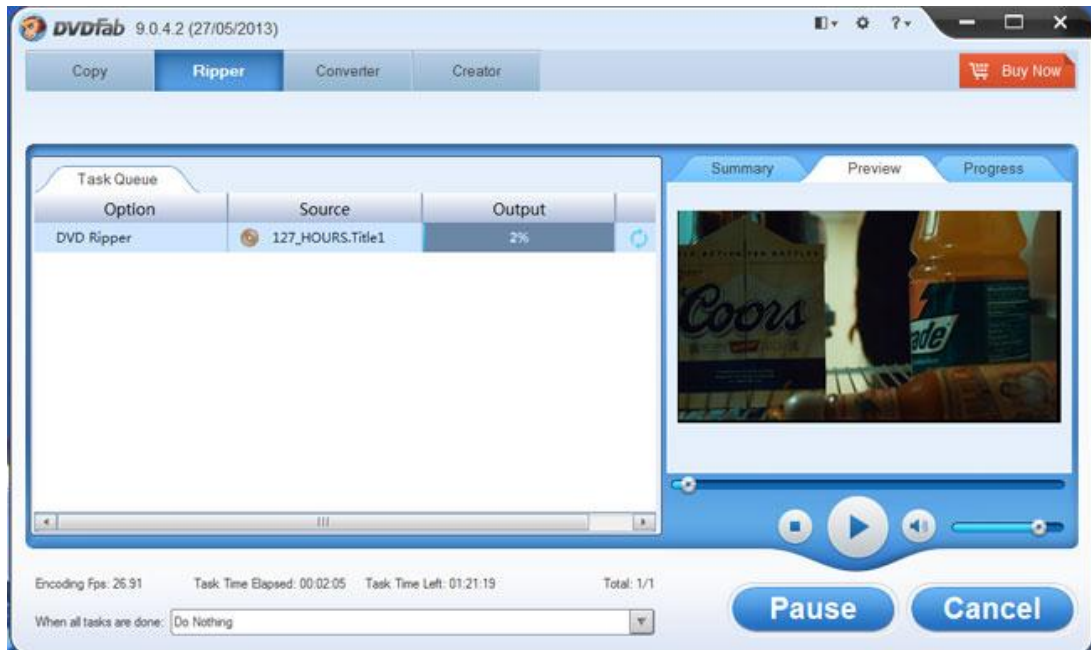 DVDFab 9.0.4.2 (27/05/2013)
?
Copy Ripper Converter Creator
Buy Now
Task Queue
Option Source Output
DVD Ripper 127_HOURS.Title1 2%
Summary Preview Progress
Coors
ade
Encoding Fps: 26.91 Task Time Elapsed: 00:02:05 Task Time Left: 01:21:19 Total: 1/1
When all tasks are done: Do Nothing
Pause Cancel